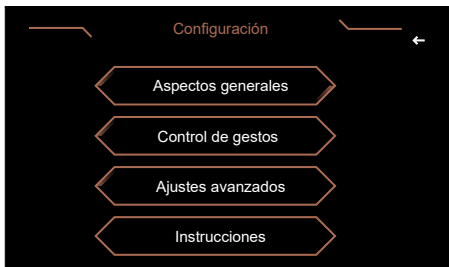 Configuración
Aspectos generales
Control de gestos
Ajustes avanzados
Instrucciones